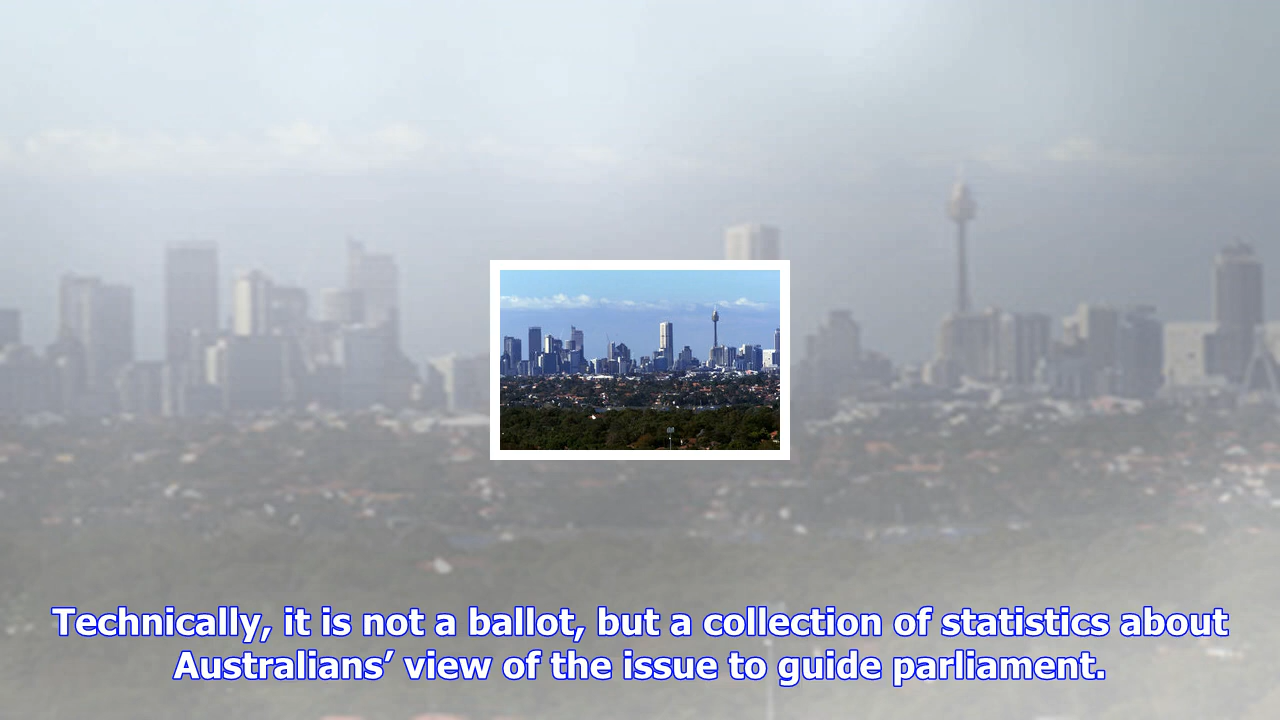 Technically, it is not a ballot, but a collection of statistics about
Australians’ view of the issue to guide parliament.